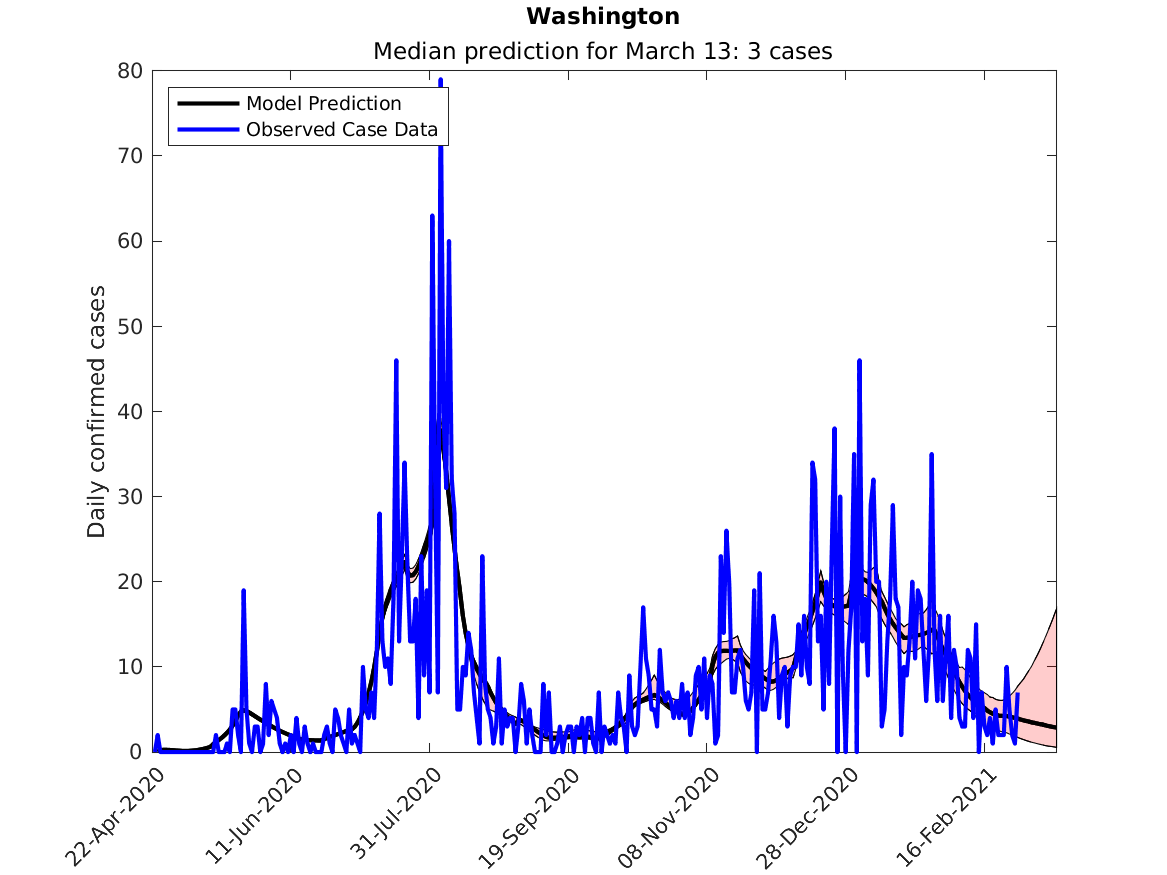 Washington
Median prediction for March 13: 3 cases
Model Prediction
Observed Case Data
Daily confirmed cases
80
70
60
50
40
30
20
10
0
22-Apr-2020
11-Jun-2020
31-Jul-2020
19-Sep-2020
08-Nov-2020
28-Dec-2020
16-Feb-2021